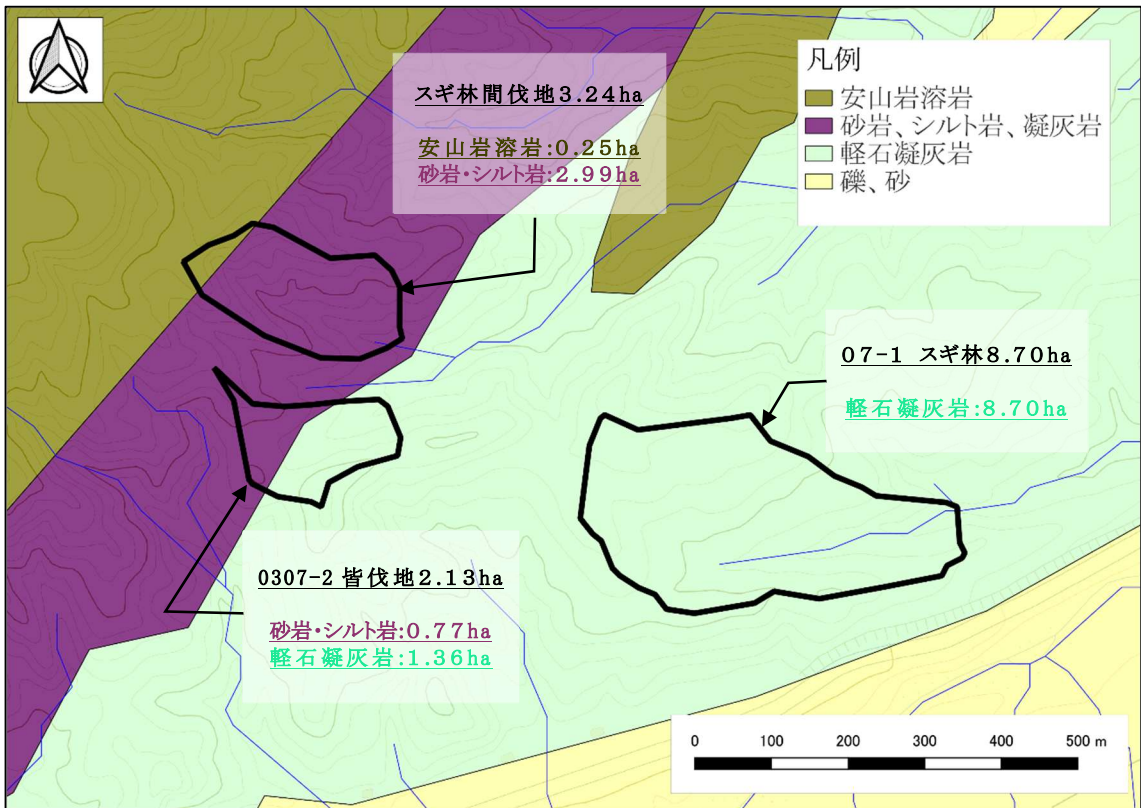 スギ林間伐地3.24ha
安山岩溶岩:0.25ha
砂岩・シルト岩:2.99ha
凡例
安山岩溶岩
砂岩、シルト岩、凝灰岩
軽石凝灰岩
礫、砂
07-1 スギ林8.70ha
軽石凝灰岩:8.70ha
0307-2 皆伐地2.13ha
砂岩・シルト岩:0.77ha
軽石凝灰岩:1.36ha
0 100 200 300 400 500 m